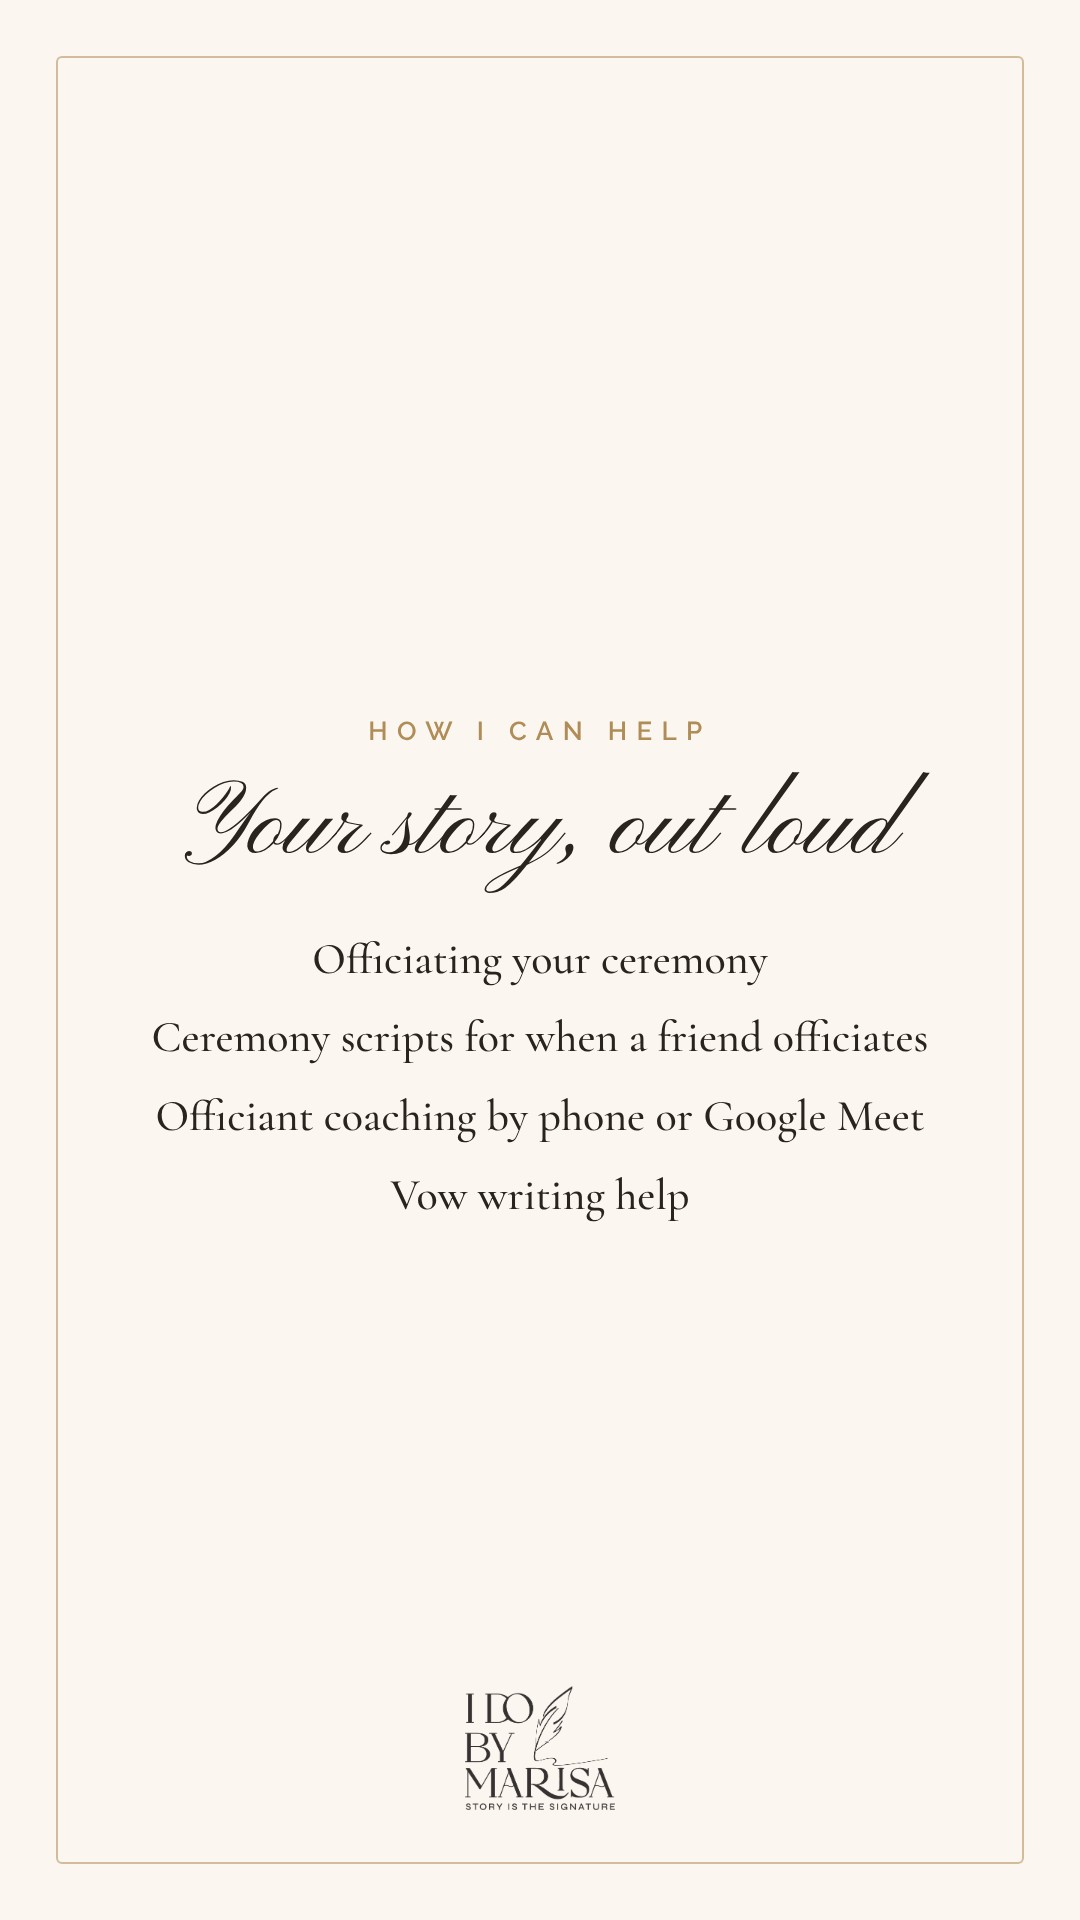 HOW I CAN HELP
Your story, out loud
Officiating your ceremony
Ceremony scripts for when a friend officiates
Officiant coaching by phone or Google Meet
Vow writing help
I DO
BY
MARISA
STORY IS THE SIGNATURE